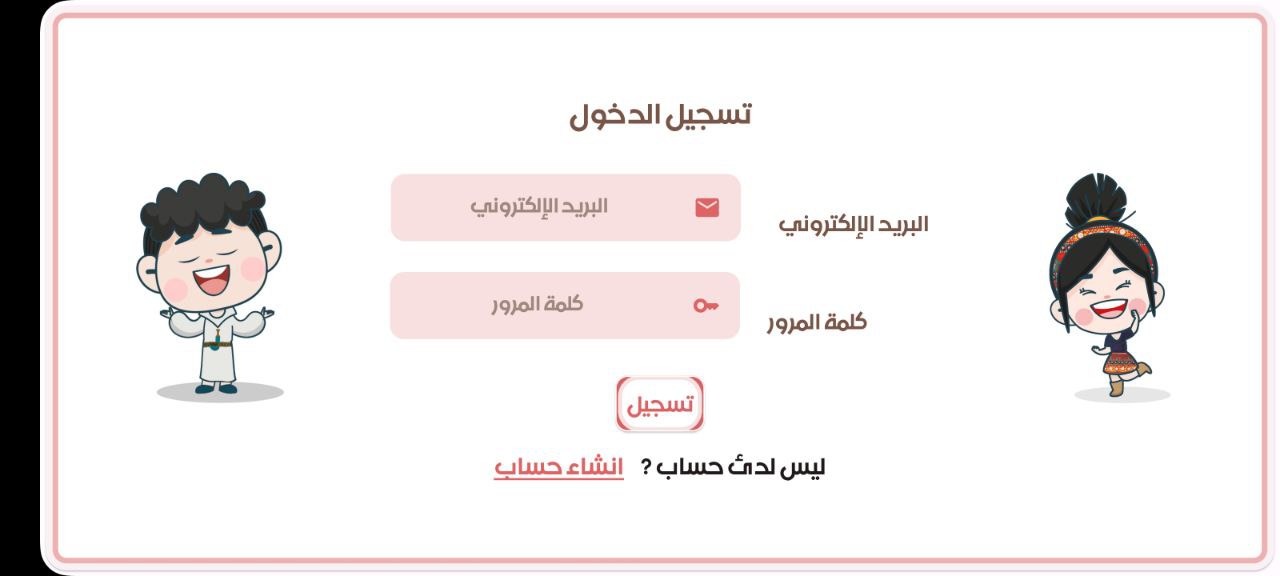 تسجيل الدخول
البريد الإلكتروني
البريد الإلكتروني
كلمة المرور
كلمة المرور
تسجيل
ليس لدئ حساب ? انشاء حساب